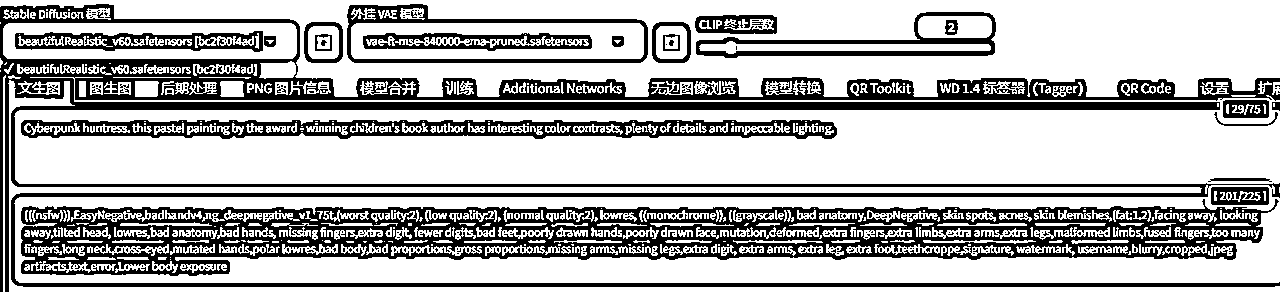 Stable Diffusion 模型
外挂 VAE 模型
CLIP 终止层数
2
beautifulRealistic_v60.safetensors [bc2f30f4ad]
vae-ft-mse-840000-ema-pruned.safetensors
✓ beautifulRealistic_v60.safetensors [bc2f30f4ad]
文生图 图生图 后期处理 PNG 图片信息 模型合并 训练 Additional Networks 无边图像浏览 模型转换 QR Toolkit WD 1.4 标签器 (Tagger) QR Code 设置 扩展
29/75
Cyberpunk huntress. this pastel painting by the award - winning children's book author has interesting color contrasts, plenty of details and impeccable lighting.
201/225
(((nsfw))),EasyNegative,badhandv4,ng_deepnegative_v1_75t,(worst quality:2), (low quality:2), (normal quality:2), lowres, ((monochrome)), ((grayscale)), bad anatomy,DeepNegative, skin spots, acnes, skin blemishes,(fat:1.2),facing away, looking
away,tilted head, lowres,bad anatomy,bad hands, missing fingers,extra digit, fewer digits,bad feet,poorly drawn hands,poorly drawn face,mutation,deformed,extra fingers,extra limbs,extra arms,extra legs,malformed limbs,fused fingers,too many
fingers,long neck,cross-eyed,mutated hands,polar lowres,bad body,bad proportions,gross proportions,missing arms,missing legs,extra digit, extra arms, extra leg, extra foot,teethcroppe,signature, watermark, username,blurry,cropped,jpeg
artifacts,text,error,Lower body exposure